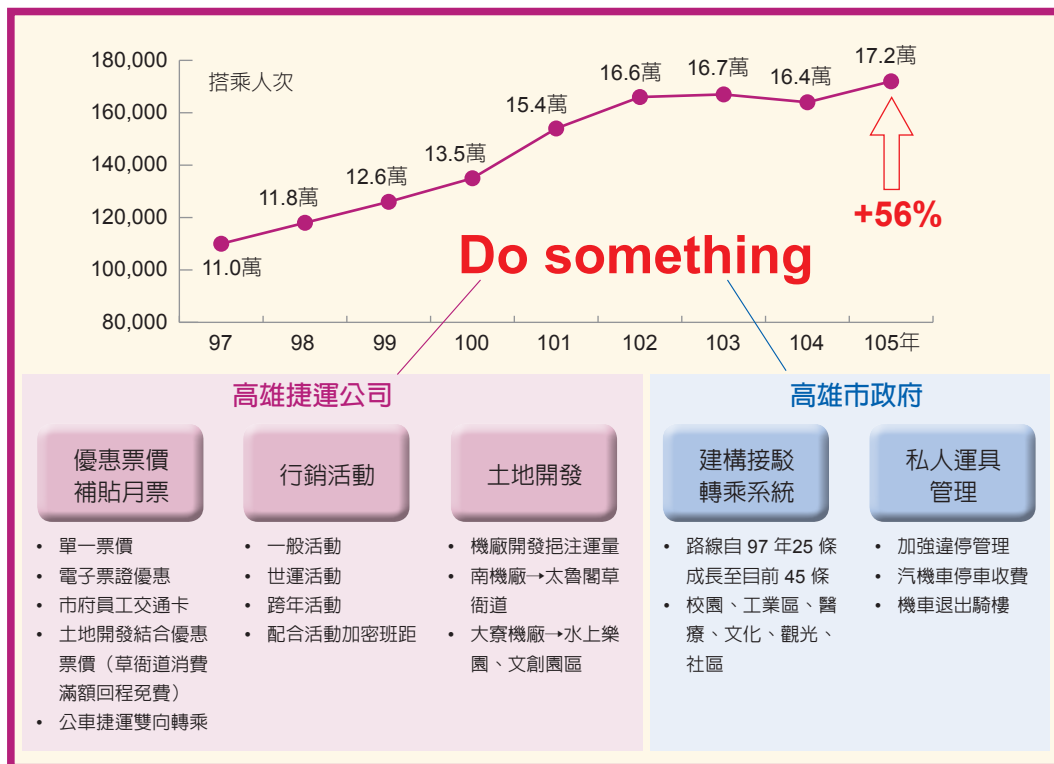 180,000
160,000
140,000
120,000
100,000
80,000
搭乘人次
11.0萬
11.8萬
12.6萬
13.5萬
15.4萬
16.6萬
16.7萬
16.4萬
17.2萬
+56%
Do something
97
98
99
100
101
102
103
104
105年
高雄捷運公司
優惠票價
補貼月票
• 單一票價
• 電子票證優惠
• 市府員工交通卡
• 土地開發結合優惠
票價（草衙道消費
滿額回程免費）
• 公車捷運雙向轉乘
行銷活動
• 一般活動
• 世運活動
• 跨年活動
• 配合活動加密班距
土地開發
• 機廠開發挹注運量
• 南機廠→太魯閣草
衙道
• 大寮機廠→水上樂
園、文創園區
高雄市政府
建構接駁
轉乘系統
• 路線自 97 年25 條
成長至目前 45 條
• 校園、工業區、醫
療、文化、觀光、
社區
私人運具
管理
• 加強違停管理
• 汽機車停車收費
• 機車退出騎樓